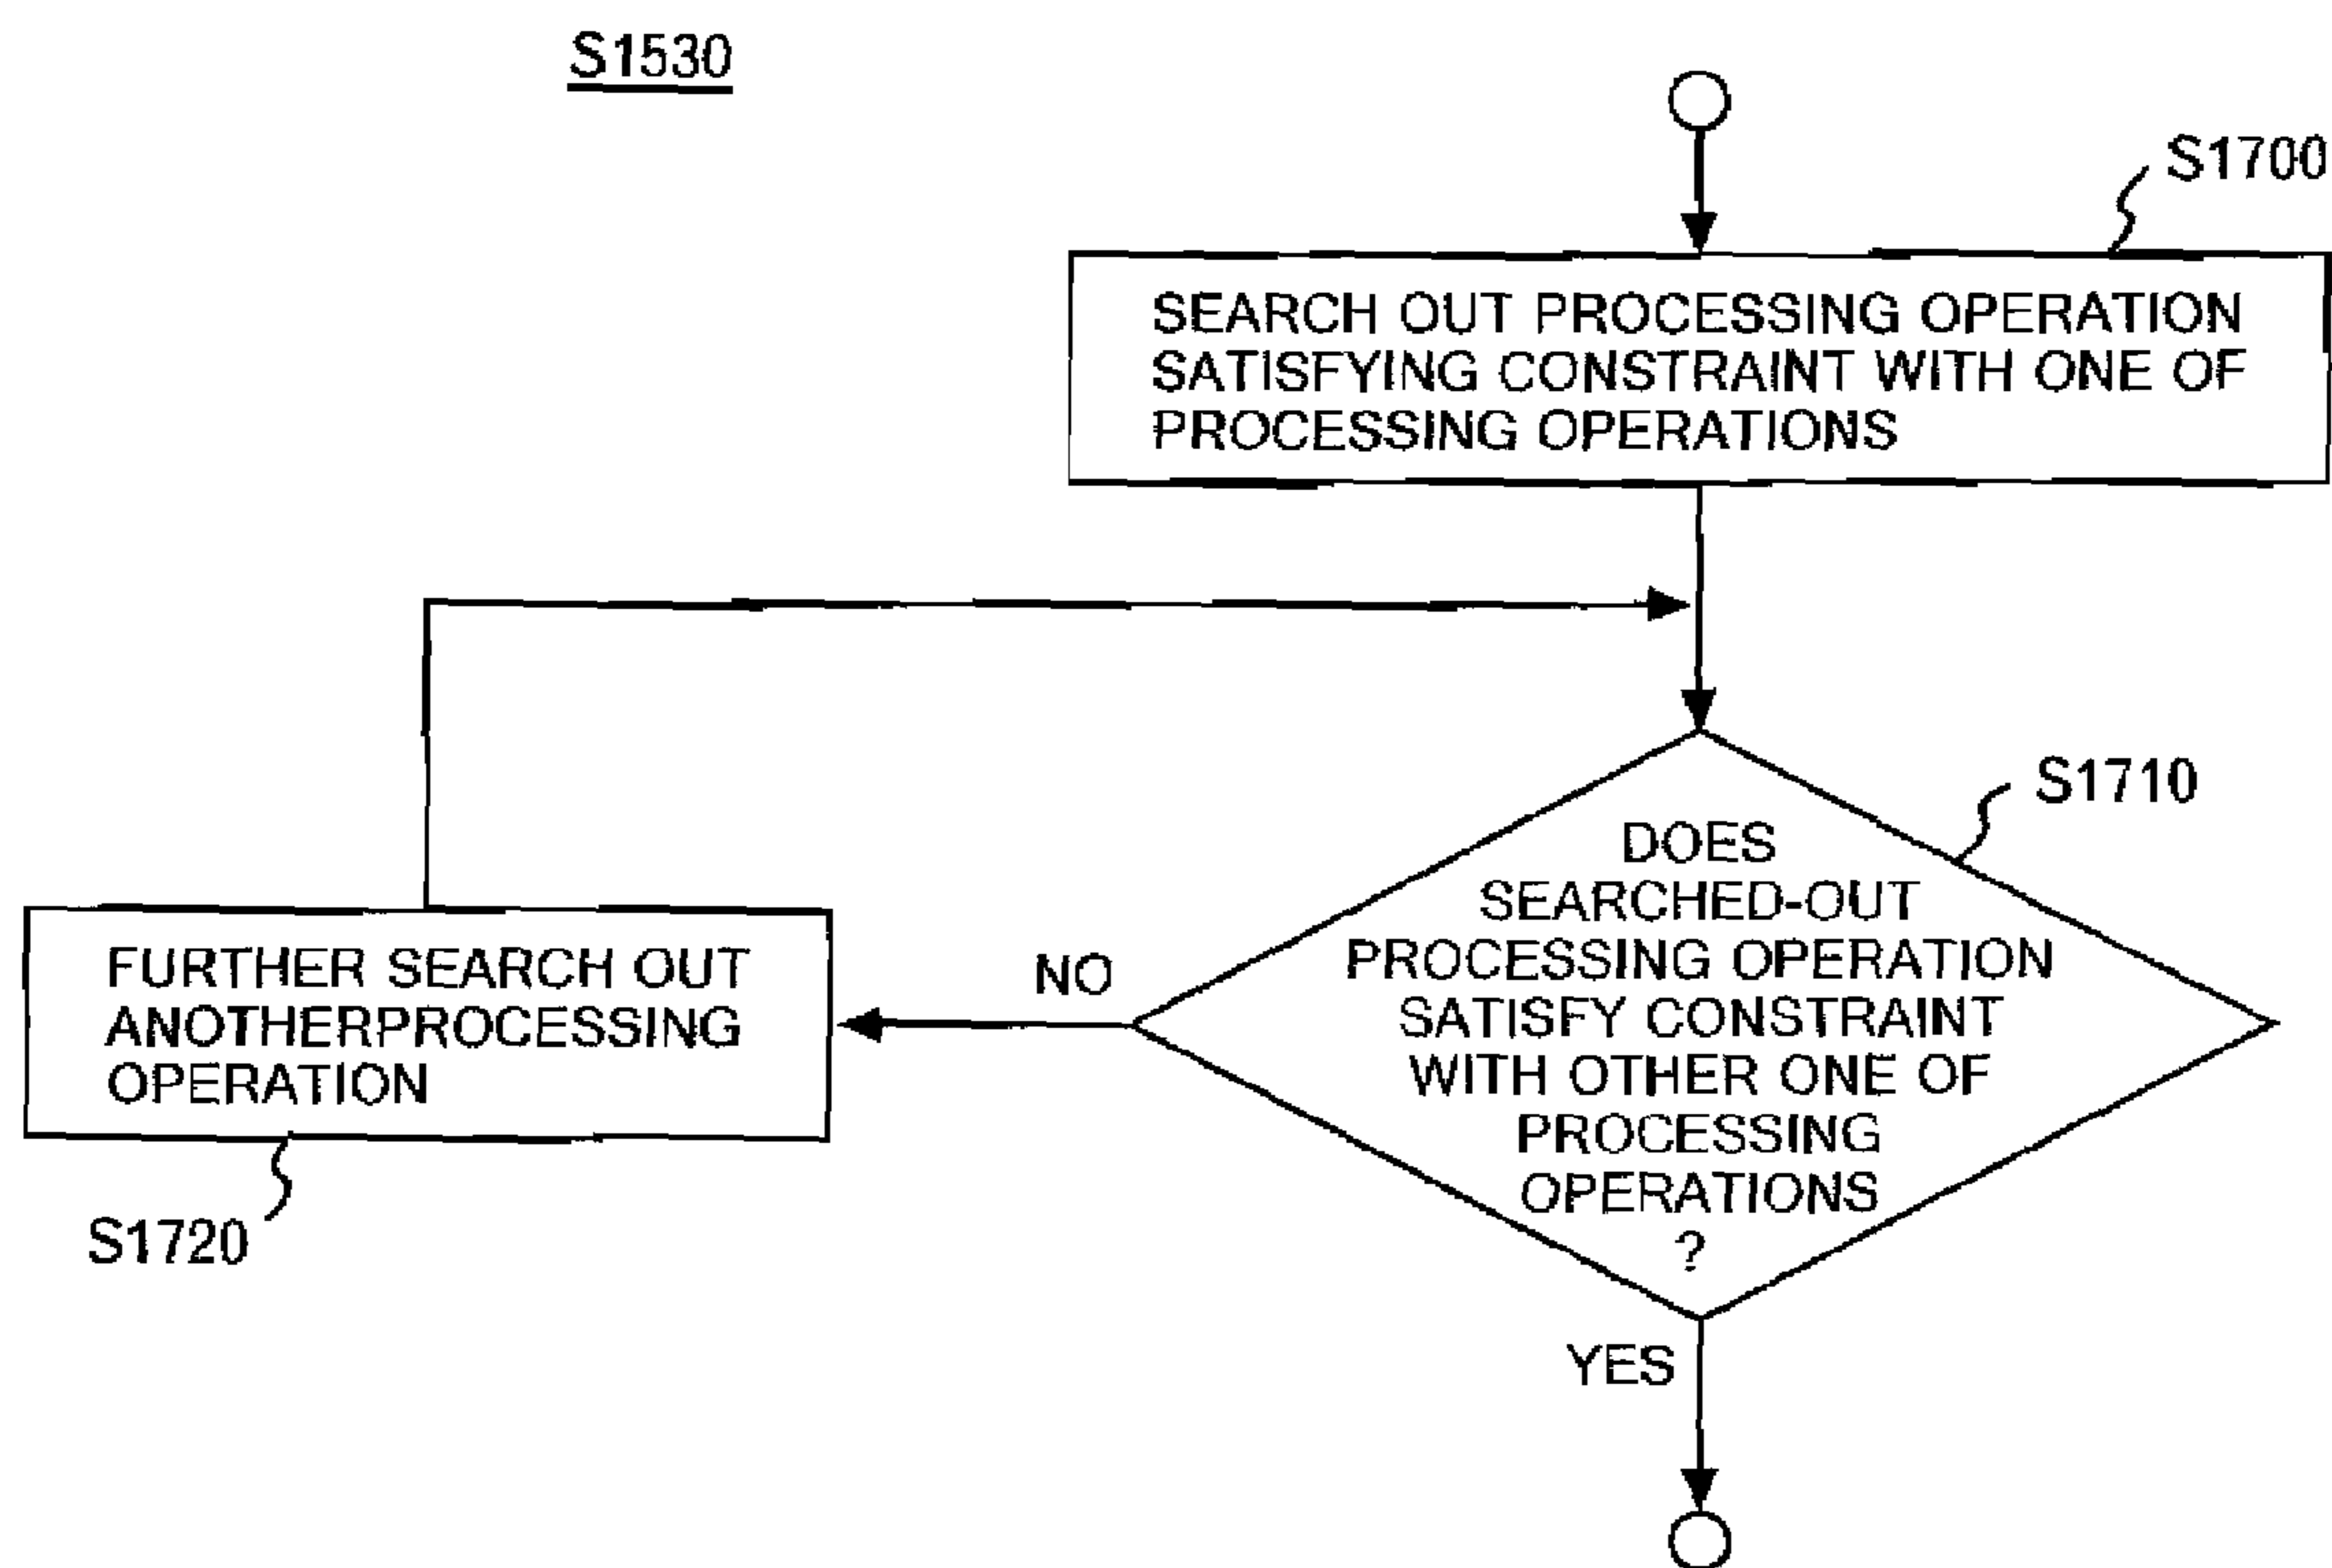 S1530
S1700
SEARCH OUT PROCESSING OPERATION
SATISFYING CONSTRAINT WITH ONE OF
PROCESSING OPERATIONS
S1710
DOES
SEARCHED-OUT
PROCESSING OPERATION
SATISFY CONSTRAINT
WITH OTHER ONE OF
PROCESSING
OPERATIONS
?
NO
FURTHER SEARCH OUT
ANOTHERPROCESSING
OPERATION
S1720
YES